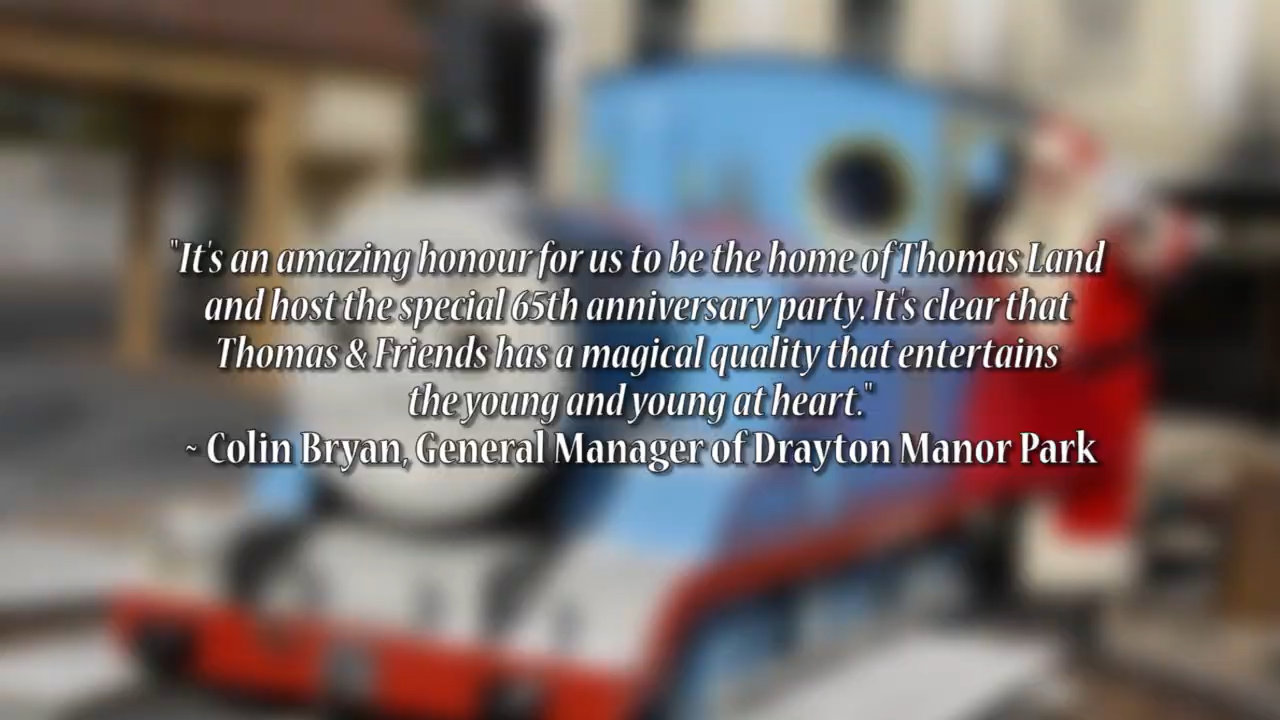 "It's an amazing honour for us to be the home of Thomas Land
and host the special 65th anniversary party. It's clear that
Thomas & Friends has a magical quality that entertains
the young and young at heart."
~ Colin Bryan, General Manager of Drayton Manor Park